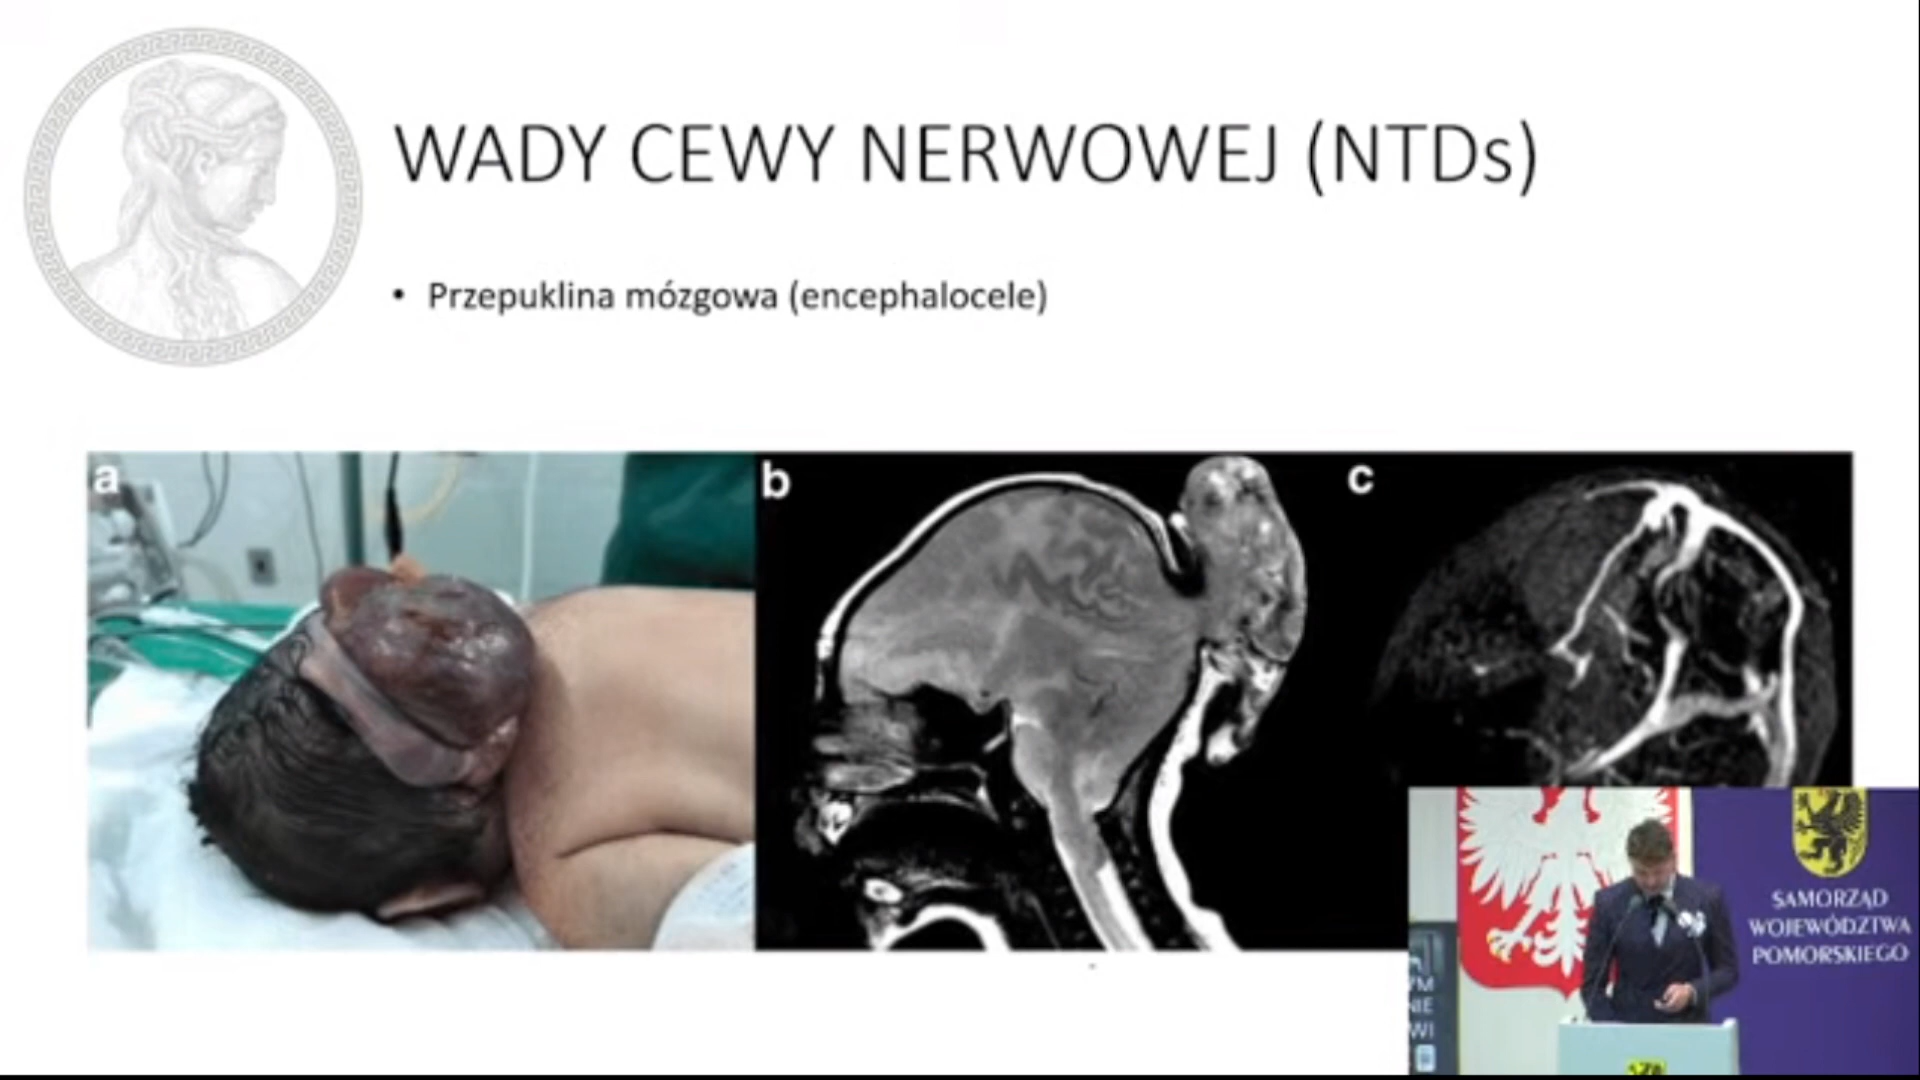 WADY CEWY NERWOWEJ (NTDs)
• Przepuklina mózgowa (encephalocele)
a
b
c
SAMORZĄD
WOJEWÓDZTWA
POMORSKIEGO